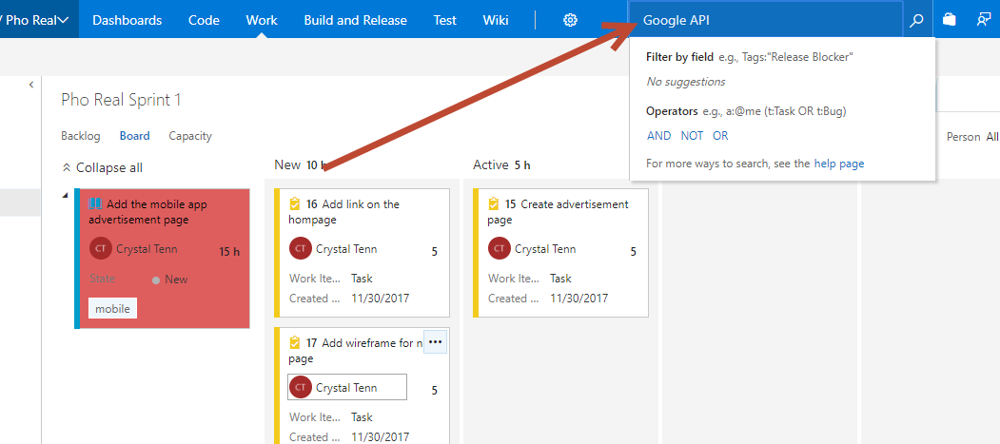 / Pho Real Dashboards Code Work Build and Release Test Wiki Google API
Filter by field e.g., Tags:"Release Blocker"
No suggestions
Operators e.g., a:@me (t:Task OR t:Bug)
AND NOT OR
For more ways to search, see the help page
Pho Real Sprint 1
Backlog Board Capacity
Person All
Collapse all
New 10 h
Active 5 h
Add the mobile app
advertisement page
CT Crystal Tenn 15 h
State New
mobile
16 Add link on the
hompage
CT Crystal Tenn 5
Work Ite... Task
Created ... 11/30/2017
17 Add wireframe for n ...
page
CT Crystal Tenn 5
Work Ite... Task
Created ... 11/30/2017
15 Create advertisement
page
CT Crystal Tenn 5
Work Ite... Task
Created ... 11/30/2017